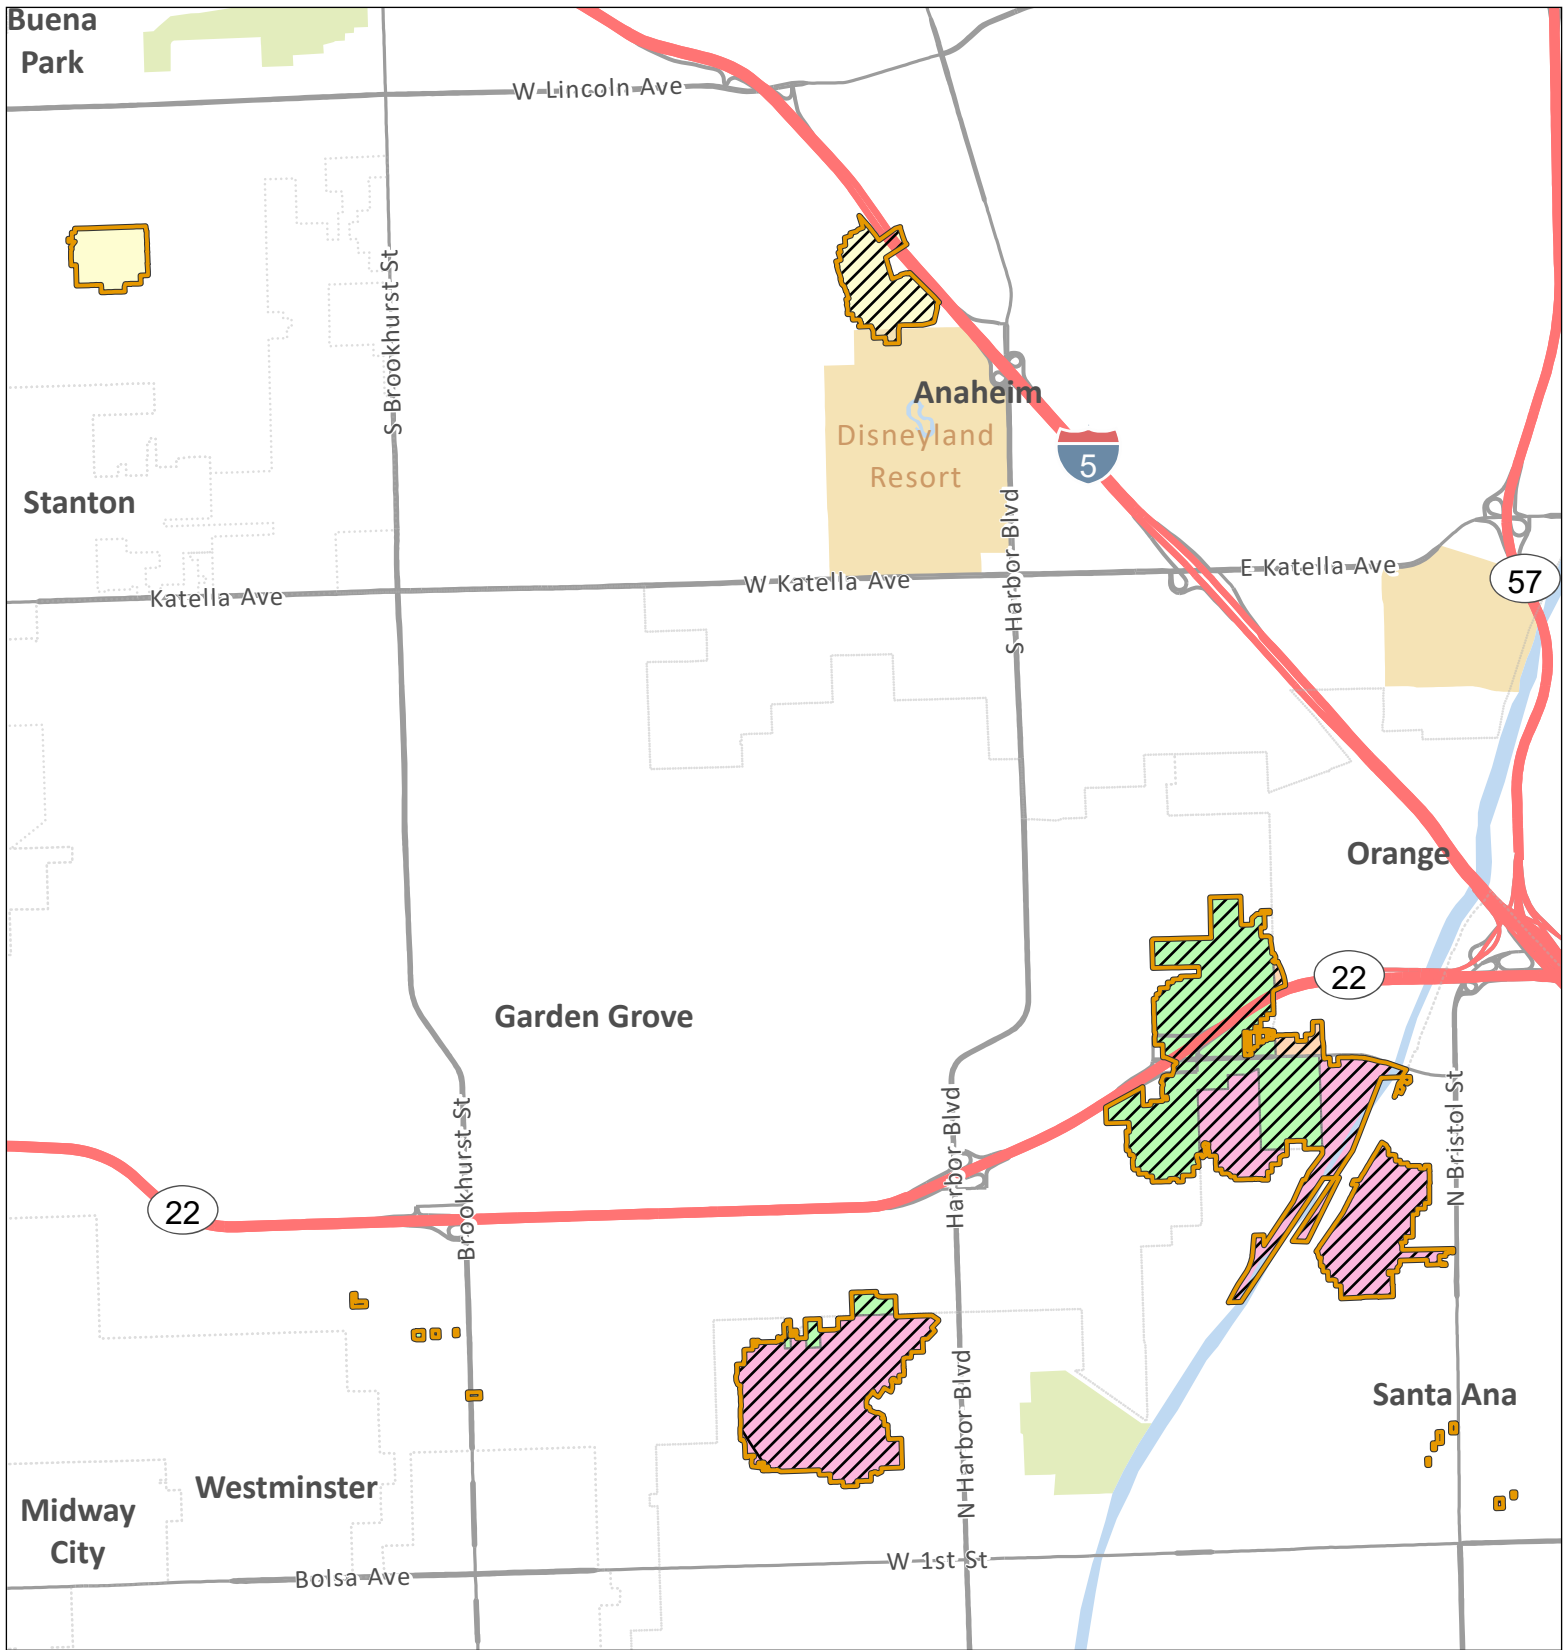 Buena
Park
W Lincoln Ave
S Brookhurst St
Anaheim
Disneyland
Resort
5
Stanton
S Harbor Blvd
E Katella Ave
57
W Katella Ave
Katella Ave
Orange
22
Garden Grove
Harbor Blvd
N Bristol St
Brookhurst St
22
N Harbor Blvd
Santa Ana
Westminster
Midway
City
W 1st St
Bolsa Ave